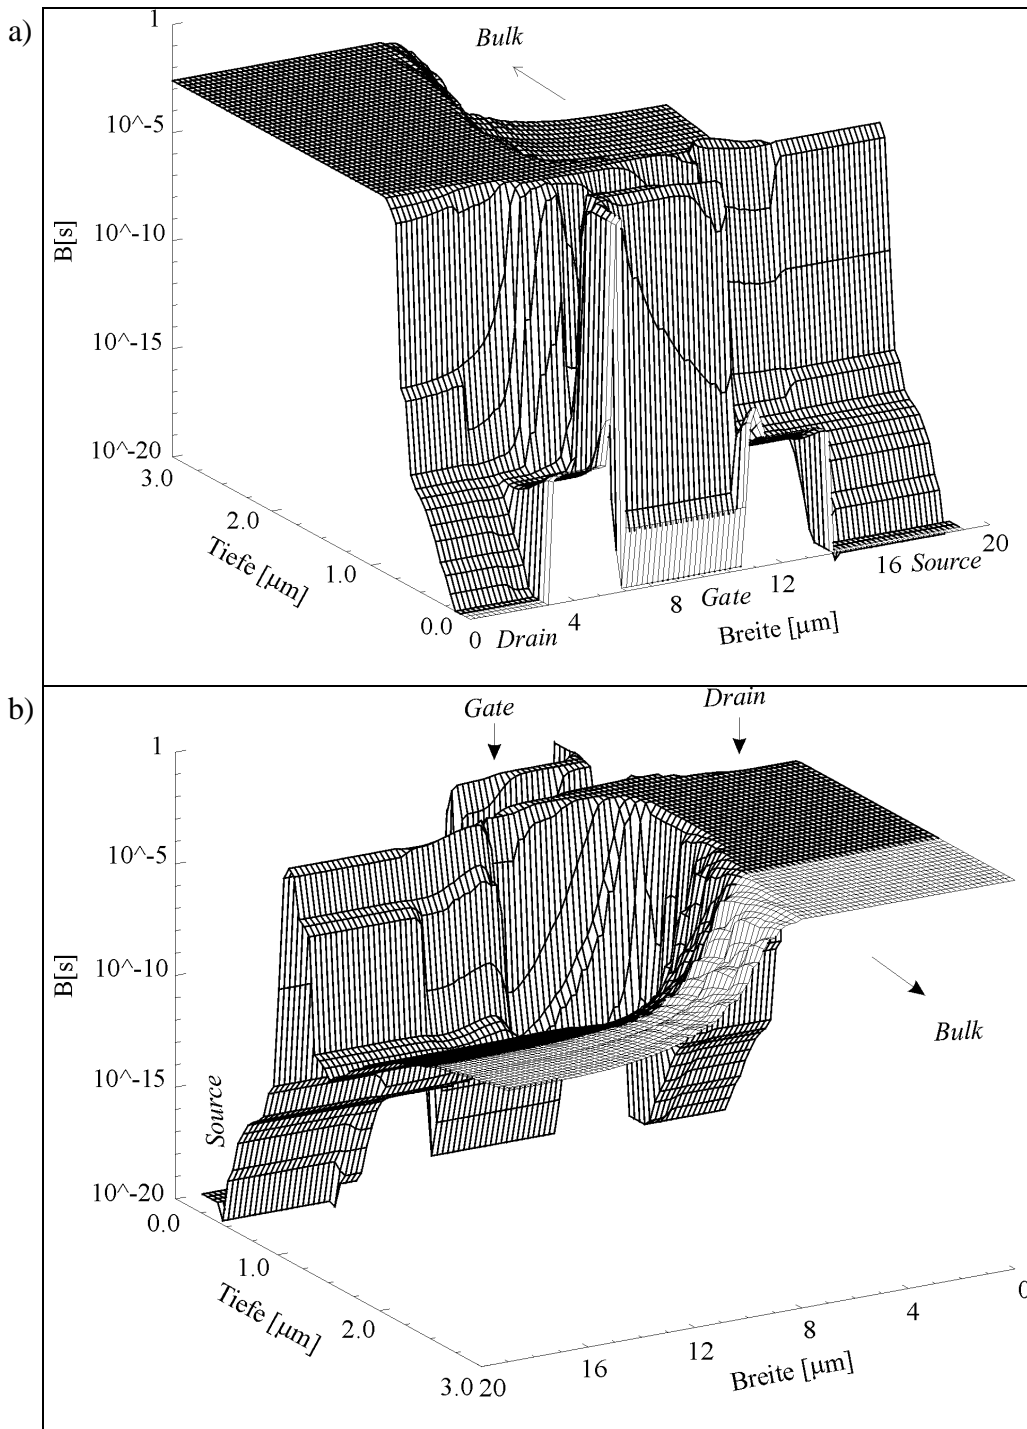 a)
1
Bulk
10^-5
10^-10
B[s]
10^-15
10^-20
3.0
2.0
Tiefe [μm]
1.0
0.0
0
Drain
4
8
Gate
12
16
Source
20
Breite [μm]
b)
Gate
Drain
1
10^-5
10^-10
B[s]
Bulk
10^-15
Source
10^-20
0.0
1.0
Tiefe [μm]
2.0
3.0
20
16
12
8
4
0
Breite [μm]